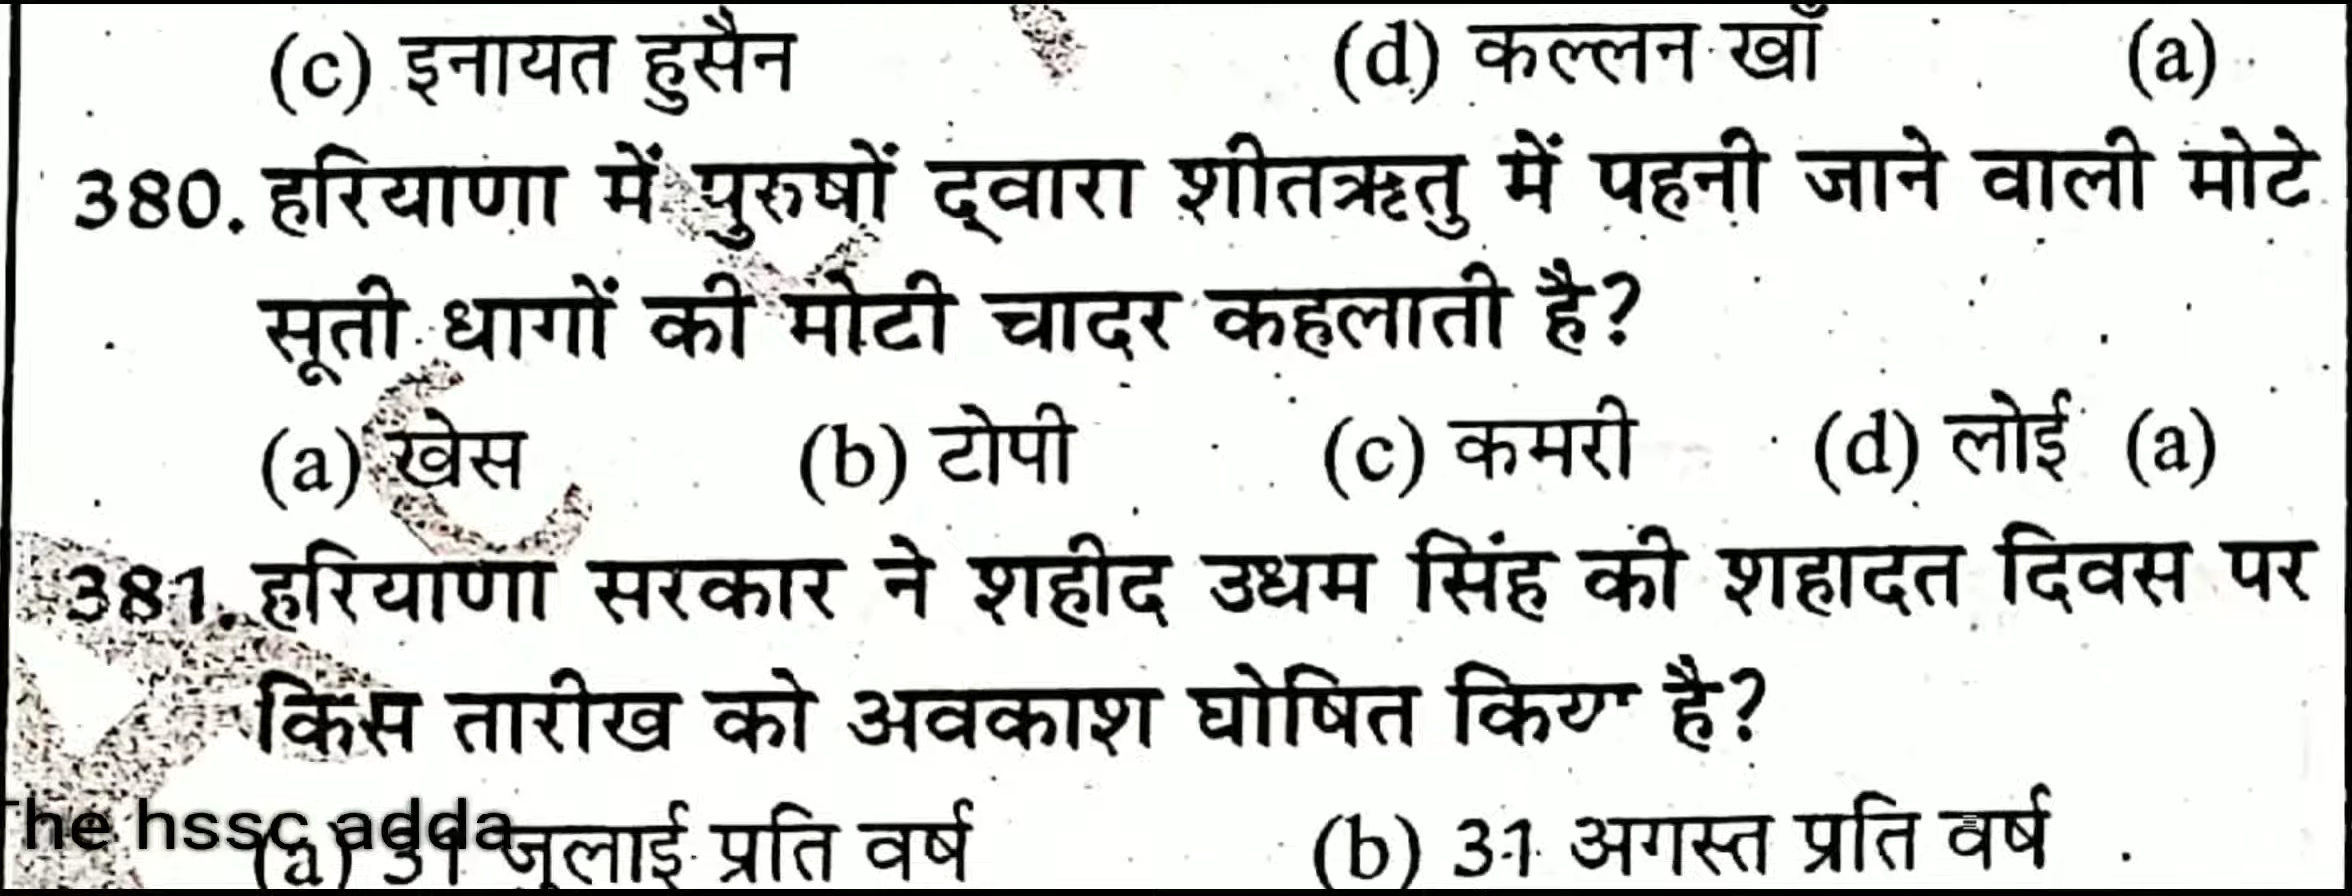 (c) इनायत हुसैन (d) कल्लन खाँ (a)
380. हरियाणा में पुरुषों द्वारा शीतऋतु में पहनी जाने वाली मोटे
सूती धागों की मोटी चादर कहलाती है?
(a) खेस (b) टोपी (c) कमरी (d) लोई (a)
381. हरियाणा सरकार ने शहीद उधम सिंह की शहादत दिवस पर
किस तारीख को अवकाश घोषित किया है?
(a) 31 जुलाई प्रति वर्ष (b) 31 अगस्त प्रति वर्ष
The hssc adda